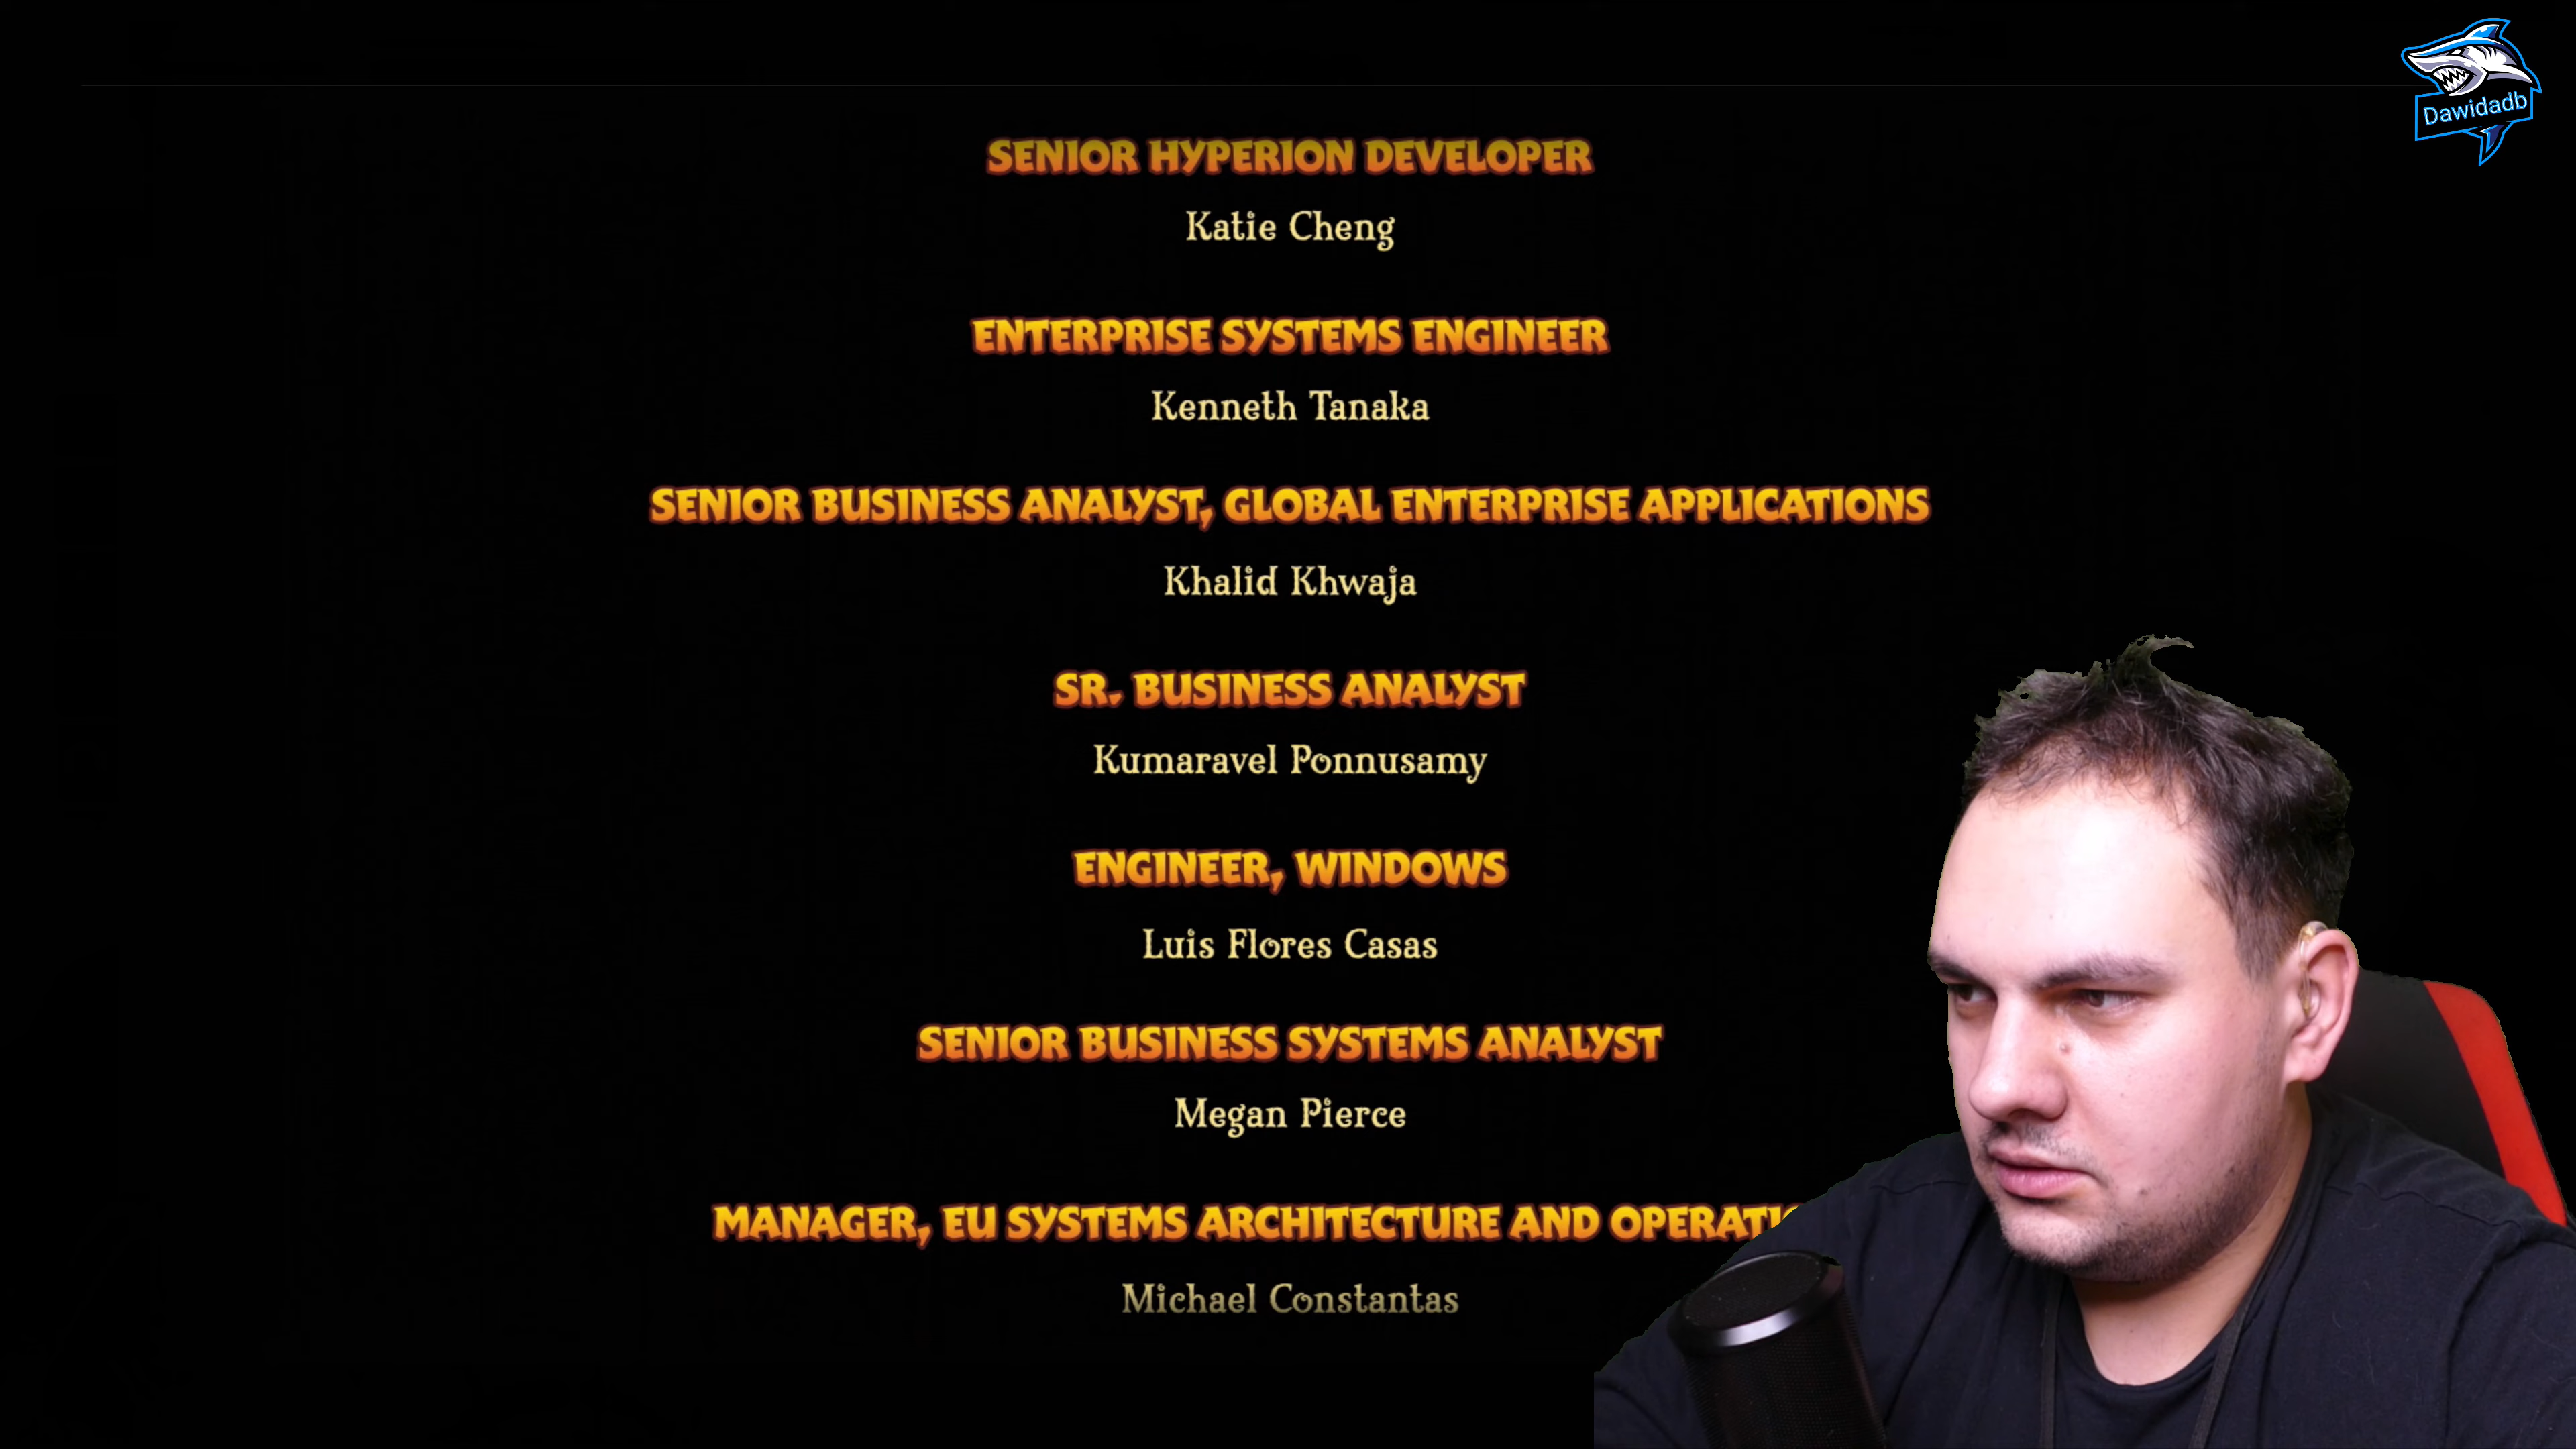 Dawidadb
SENIOR HYPERION DEVELOPER
Katie Cheng
ENTERPRISE SYSTEMS ENGINEER
Kenneth Tanaka
SENIOR BUSINESS ANALYST, GLOBAL ENTERPRISE APPLICATIONS
Khalid Khwaja
SR. BUSINESS ANALYST
Kumaravel Ponnusamy
ENGINEER, WINDOWS
Luis Flores Casas
SENIOR BUSINESS SYSTEMS ANALYST
Megan Pierce
MANAGER, EU SYSTEMS ARCHITECTURE AND
Michael Constantas